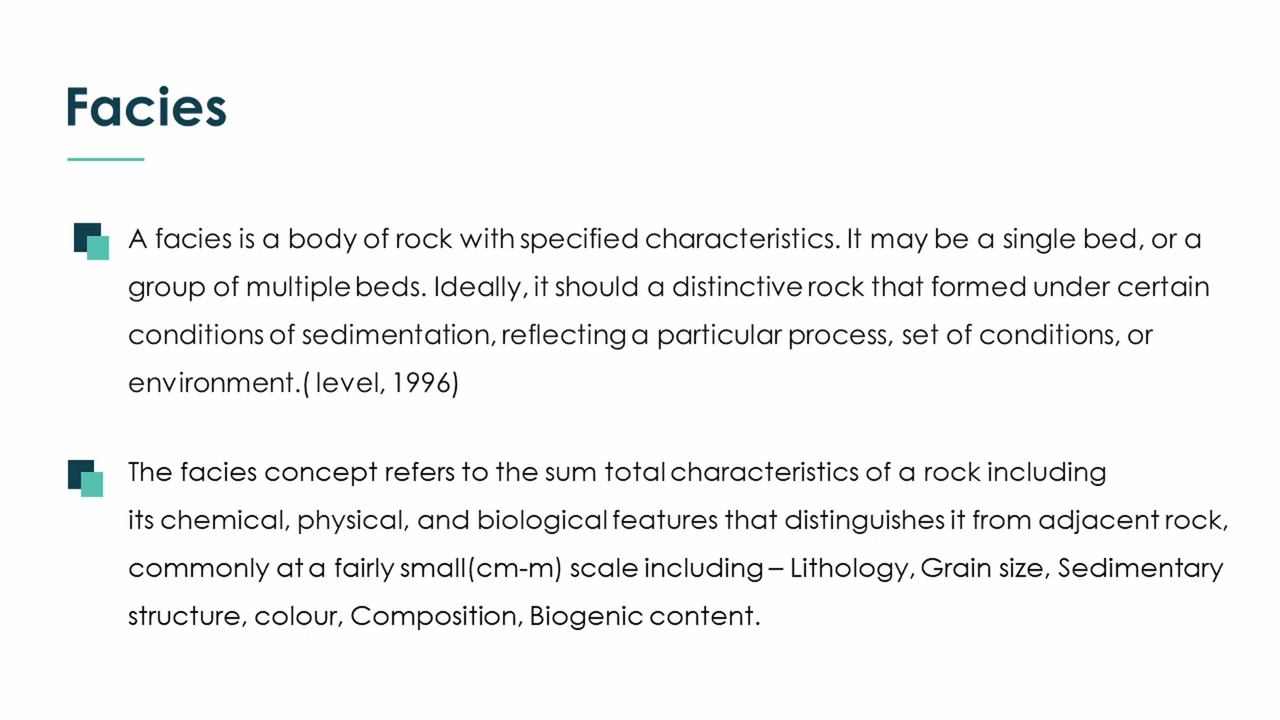 Facies
A facies is a body of rock with specified characteristics. It may be a single bed, or a
group of multiple beds. Ideally, it should a distinctive rock that formed under certain
conditions of sedimentation, reflecting a particular process, set of conditions, or
environment.( level, 1996)
The facies concept refers to the sum total characteristics of a rock including
its chemical, physical, and biological features that distinguishes it from adjacent rock,
commonly at a fairly small(cm-m) scale including – Lithology, Grain size, Sedimentary
structure, colour, Composition, Biogenic content.